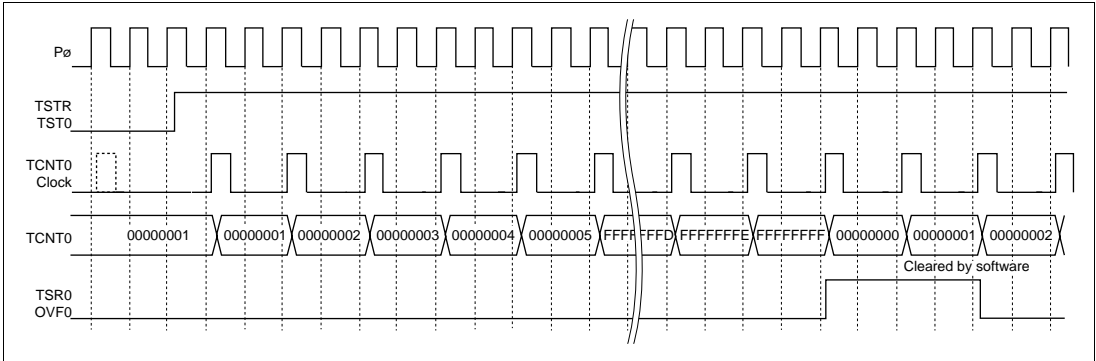 Pø
TSTR
TST0
TCNT0
Clock
TCNT0 00000001 00000001 00000002 00000003 00000004 00000005 FFFFFFFD FFFFFFFE FFFFFFFF 00000000 00000001 00000002
Cleared by software
TSR0
OVF0